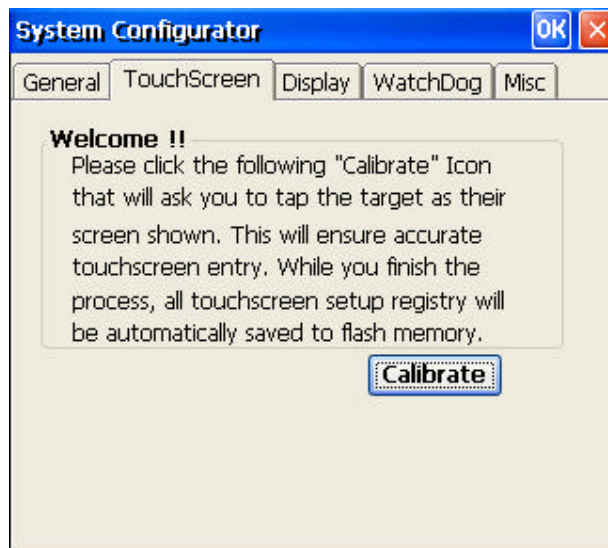 System Configurator OK
General TouchScreen Display WatchDog Misc
Welcome !!
Please click the following "Calibrate" Icon
that will ask you to tap the target as their
screen shown. This will ensure accurate
touchscreen entry. While you finish the
process, all touchscreen setup registry will
be automatically saved to flash memory.
Calibrate